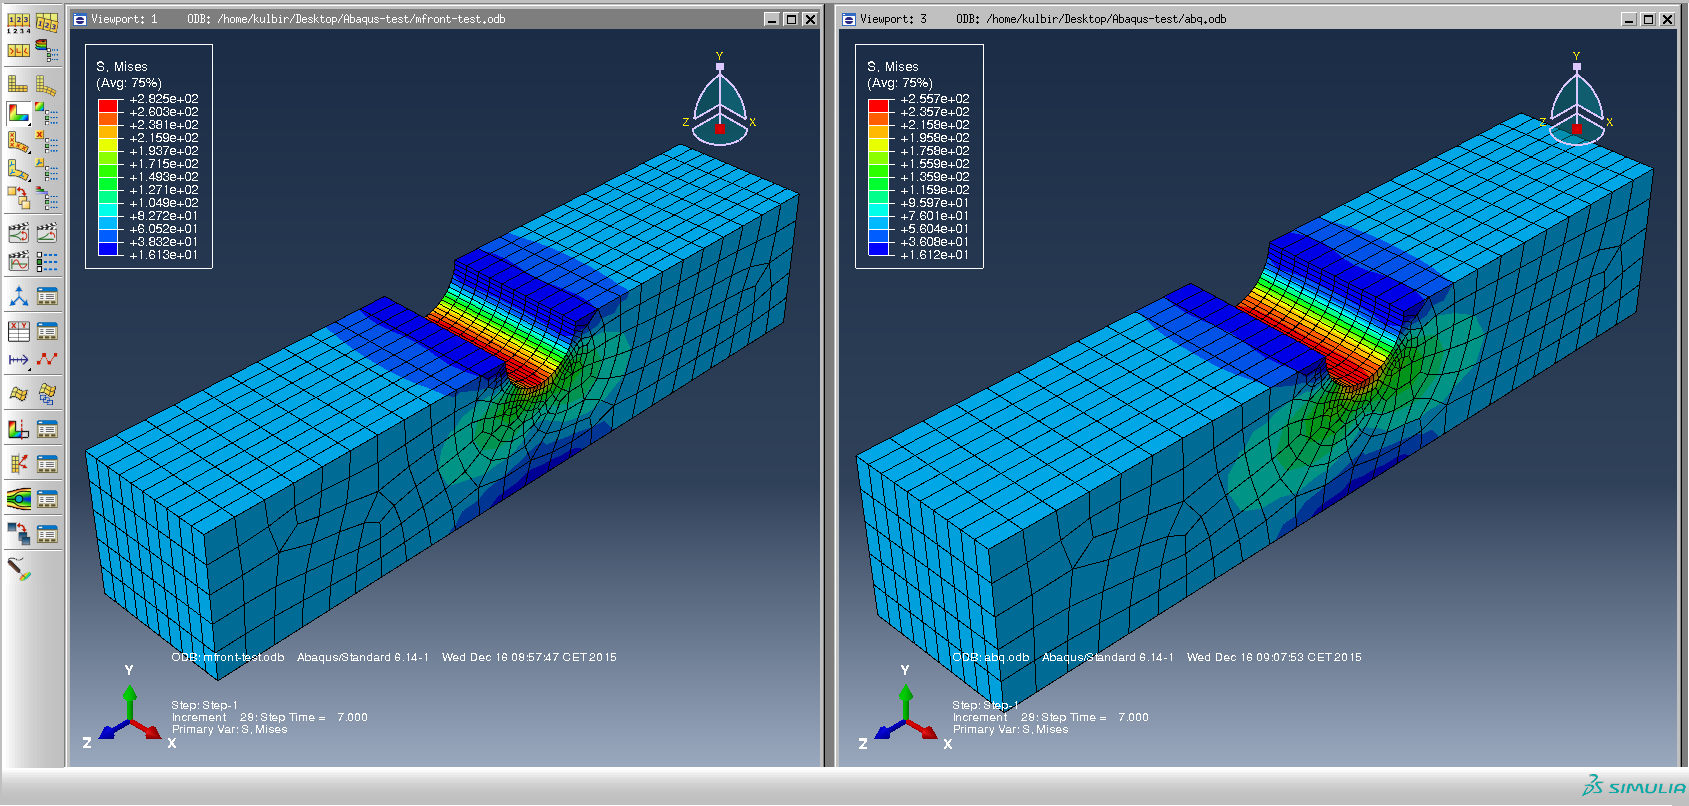 Viewport: 1     ODB: /home/kulbir/Desktop/Abaqus-test/mfront-test.odb
S, Mises
(Avg: 75%)
+2.825e+02
+2.603e+02
+2.381e+02
+2.159e+02
+1.937e+02
+1.715e+02
+1.493e+02
+1.271e+02
+1.049e+02
+8.272e+01
+6.052e+01
+3.832e+01
+1.613e+01
Y
Z
X
ODB: mfront-test.odb    Abaqus/Standard 6.14-1    Wed Dec 16 08:57:47 CET 2015
Y
Z
X
Step: Step-1
Increment    29: Step Time =    7.000
Primary Var: S, Mises
Viewport: 3     ODB: /home/kulbir/Desktop/Abaqus-test/abq.odb
S, Mises
(Avg: 75%)
+2.557e+02
+2.357e+02
+2.158e+02
+1.958e+02
+1.758e+02
+1.559e+02
+1.359e+02
+1.159e+02
+9.597e+01
+7.601e+01
+5.604e+01
+3.608e+01
+1.612e+01
Y
Z
X
ODB: abq.odb    Abaqus/Standard 6.14-1    Wed Dec 16 09:07:53 CET 2015
Y
Z
X
Step: Step-1
Increment    29: Step Time =    7.000
Primary Var: S, Mises
SIMULIA